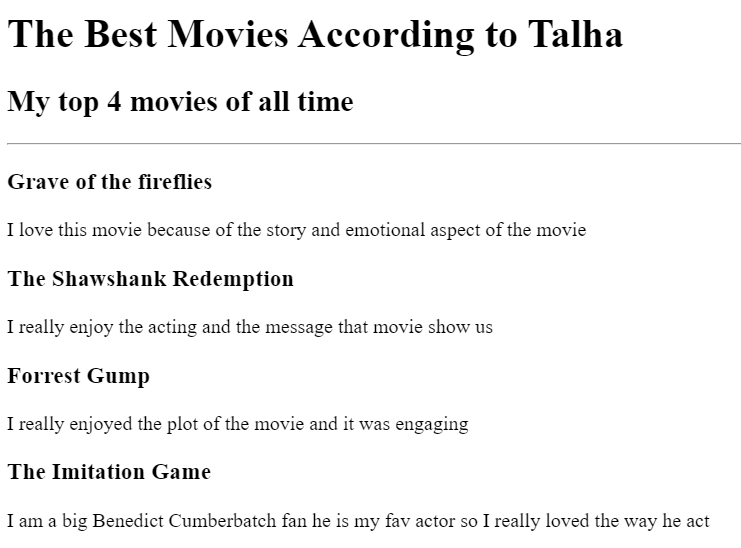 The Best Movies According to Talha
My top 4 movies of all time
Grave of the fireflies
I love this movie because of the story and emotional aspect of the movie
The Shawshank Redemption
I really enjoy the acting and the message that movie show us
Forrest Gump
I really enjoyed the plot of the movie and it was engaging
The Imitation Game
I am a big Benedict Cumberbatch fan he is my fav actor so I really loved the way he act